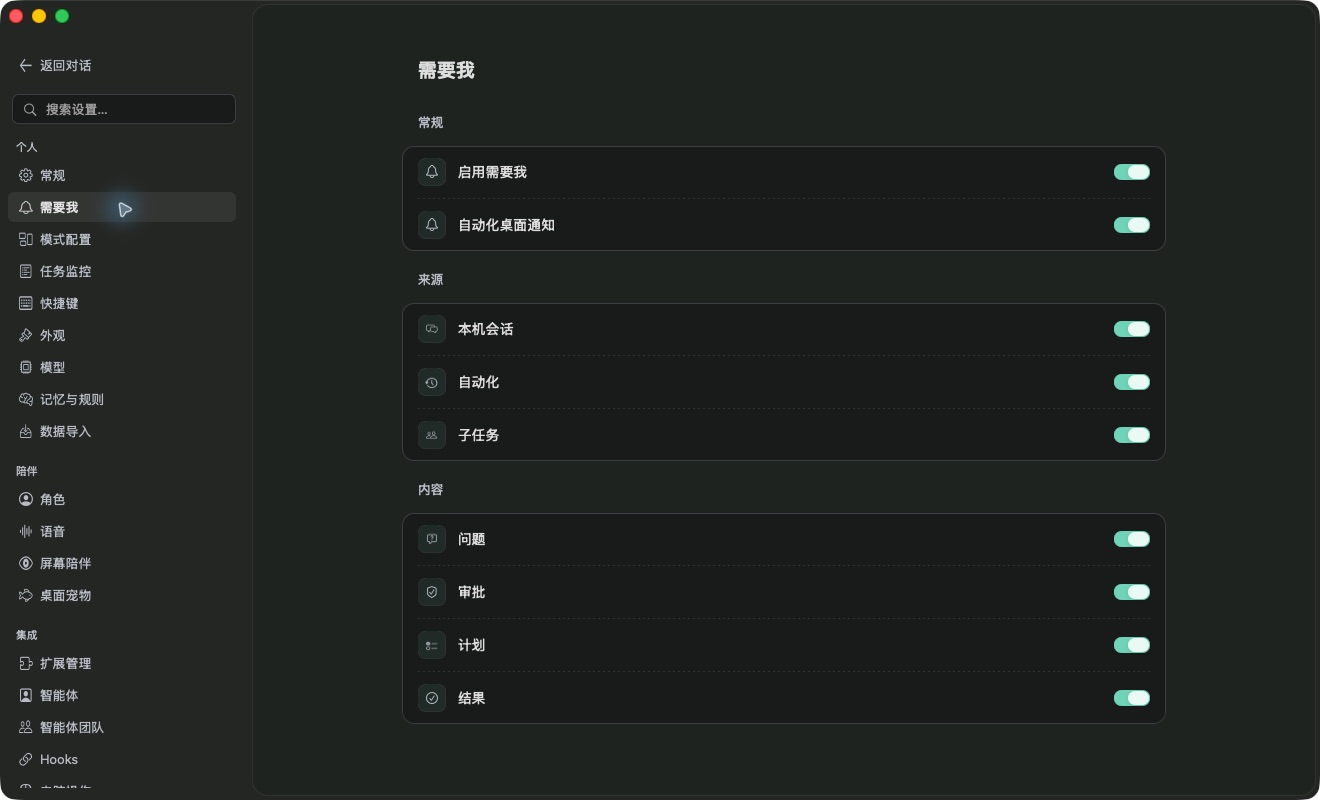 返回对话
搜索设置...
个人
常规
需要我
模式配置
任务监控
快捷键
外观
模型
记忆与规则
数据导入
陪伴
角色
语音
屏幕陪伴
桌面宠物
集成
扩展管理
智能体
智能体团队
Hooks
需要我
常规
启用需要我
自动化桌面通知
来源
本机会话
自动化
子任务
内容
问题
审批
计划
结果